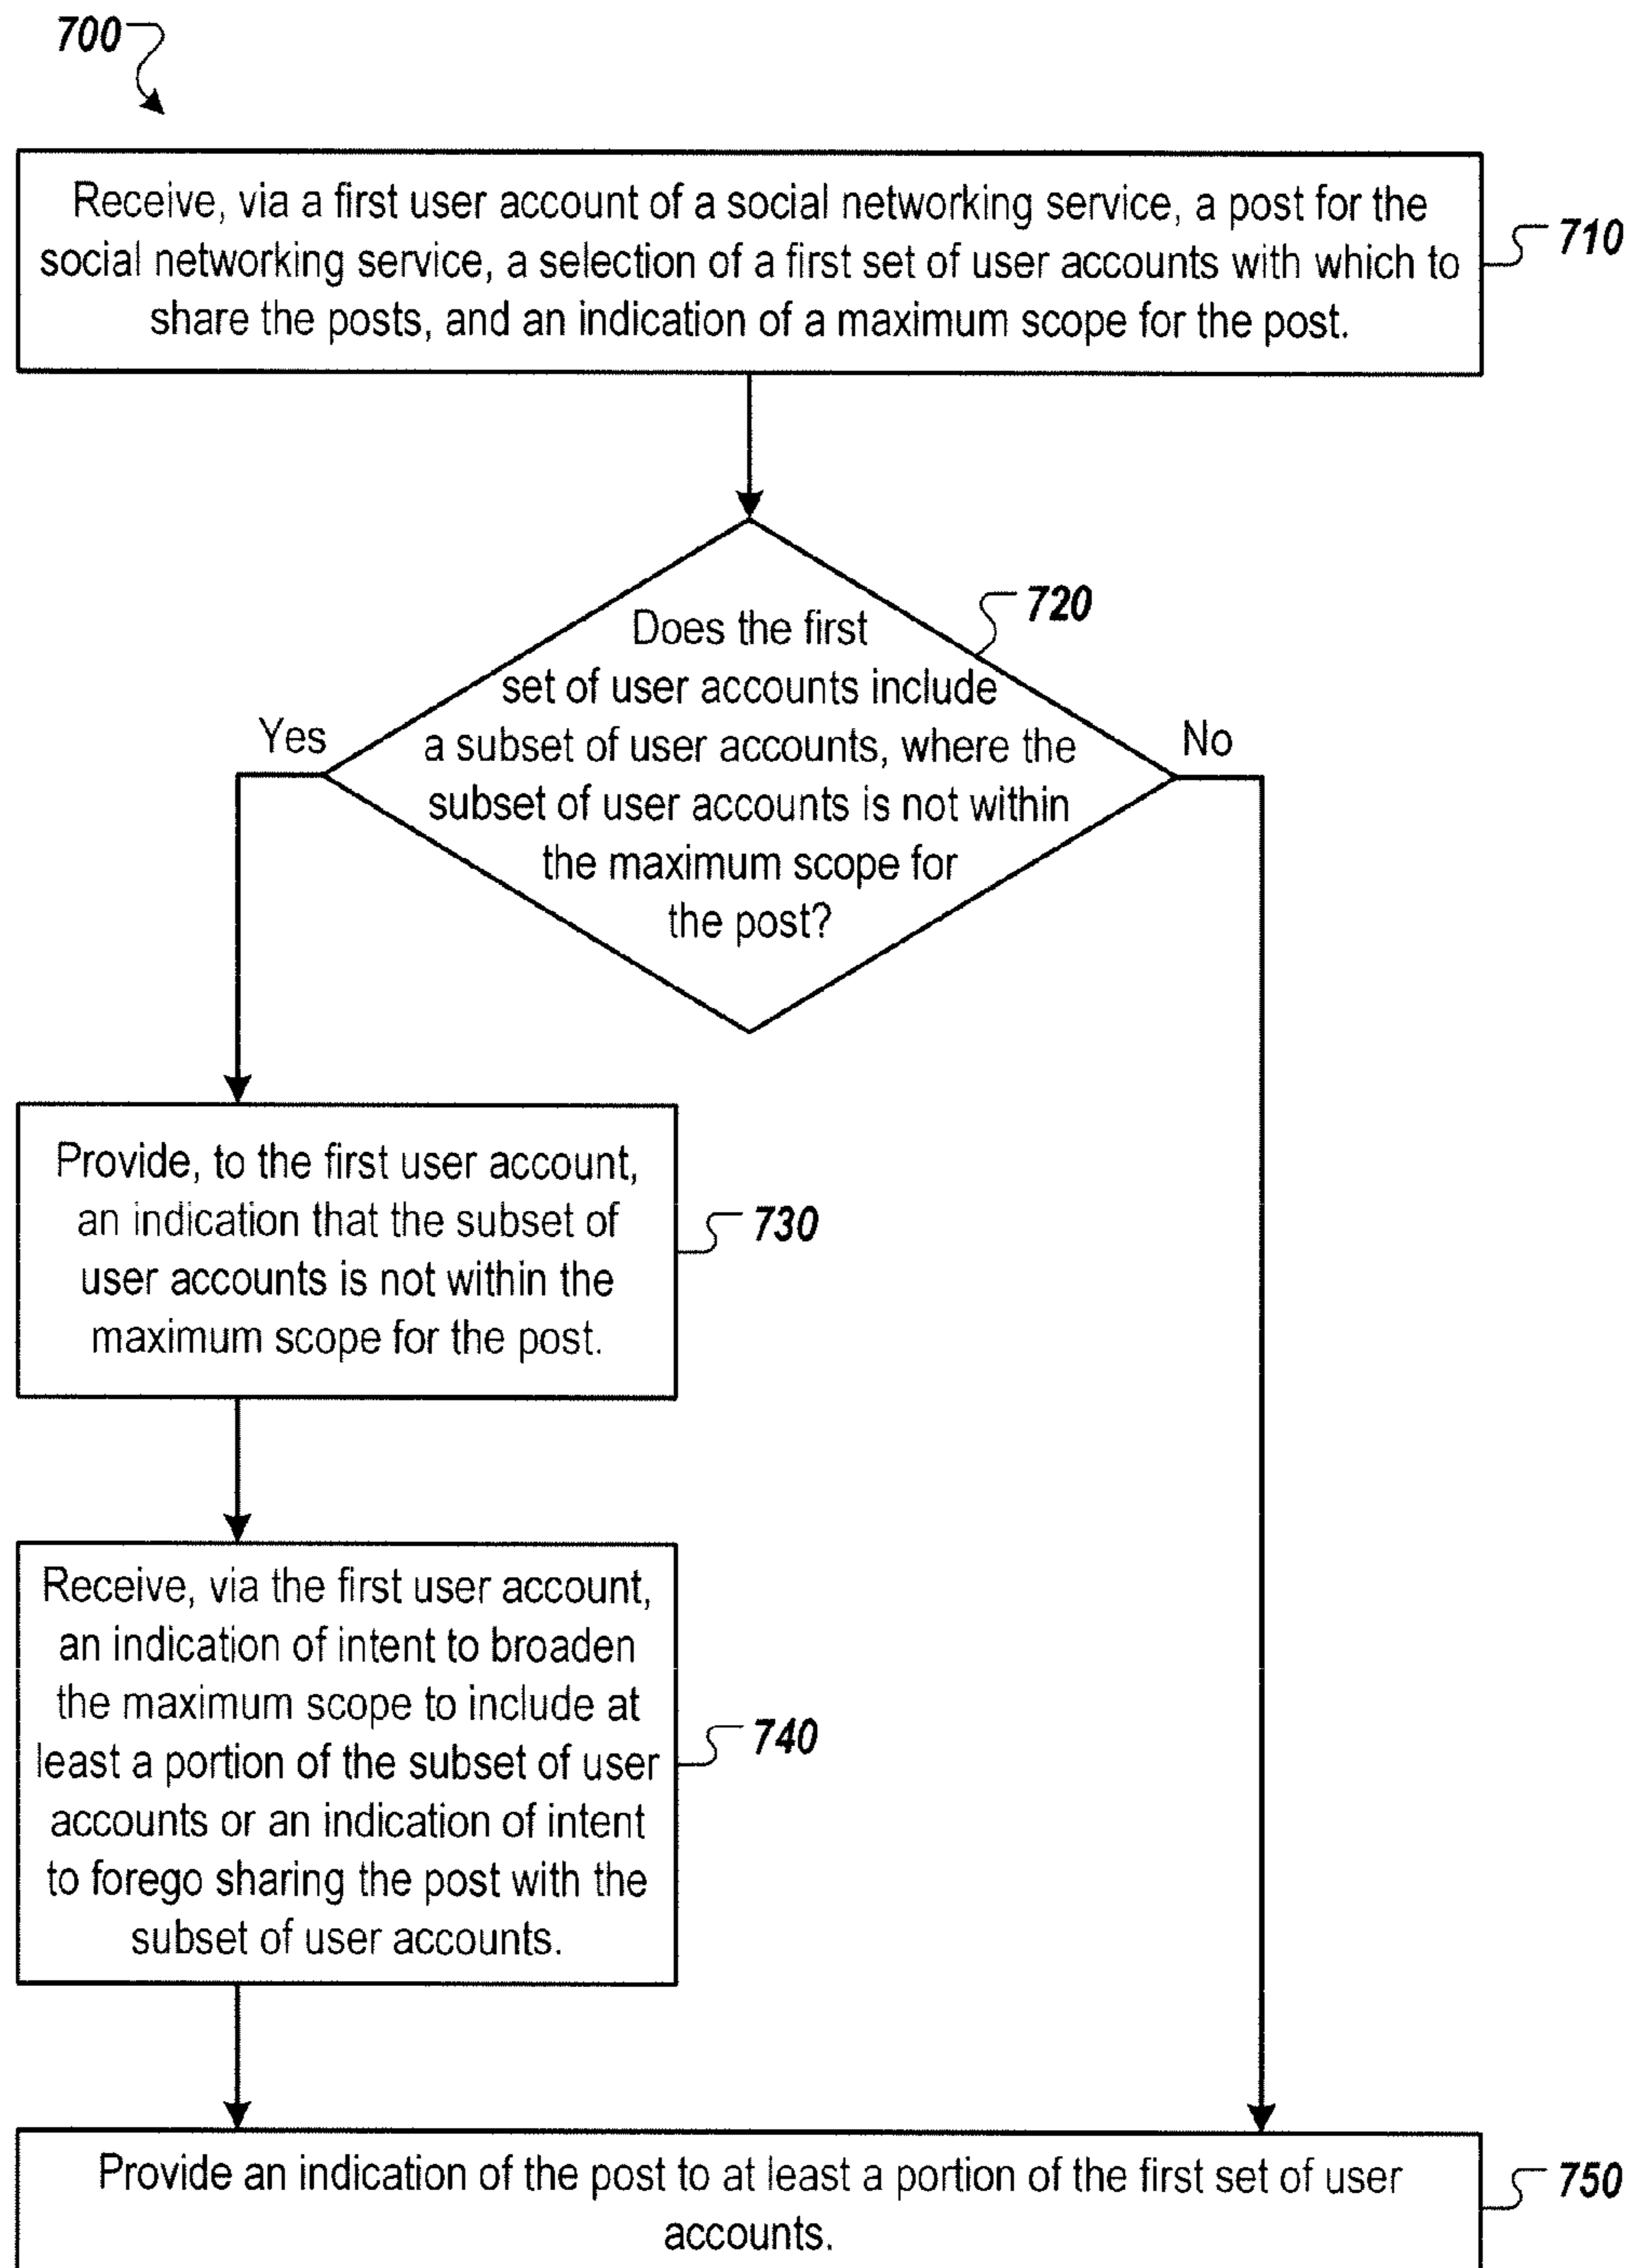 700
Receive, via a first user account of a social networking service, a post for the
social networking service, a selection of a first set of user accounts with which to
share the posts, and an indication of a maximum scope for the post.
710
720
Does the first
set of user accounts include
a subset of user accounts, where the
subset of user accounts is not within
the maximum scope for
the post?
Yes
No
Provide, to the first user account,
an indication that the subset of
user accounts is not within the
maximum scope for the post.
730
Receive, via the first user account,
an indication of intent to broaden
the maximum scope to include at
least a portion of the subset of user
accounts or an indication of intent
to forego sharing the post with the
subset of user accounts.
740
Provide an indication of the post to at least a portion of the first set of user
accounts.
750